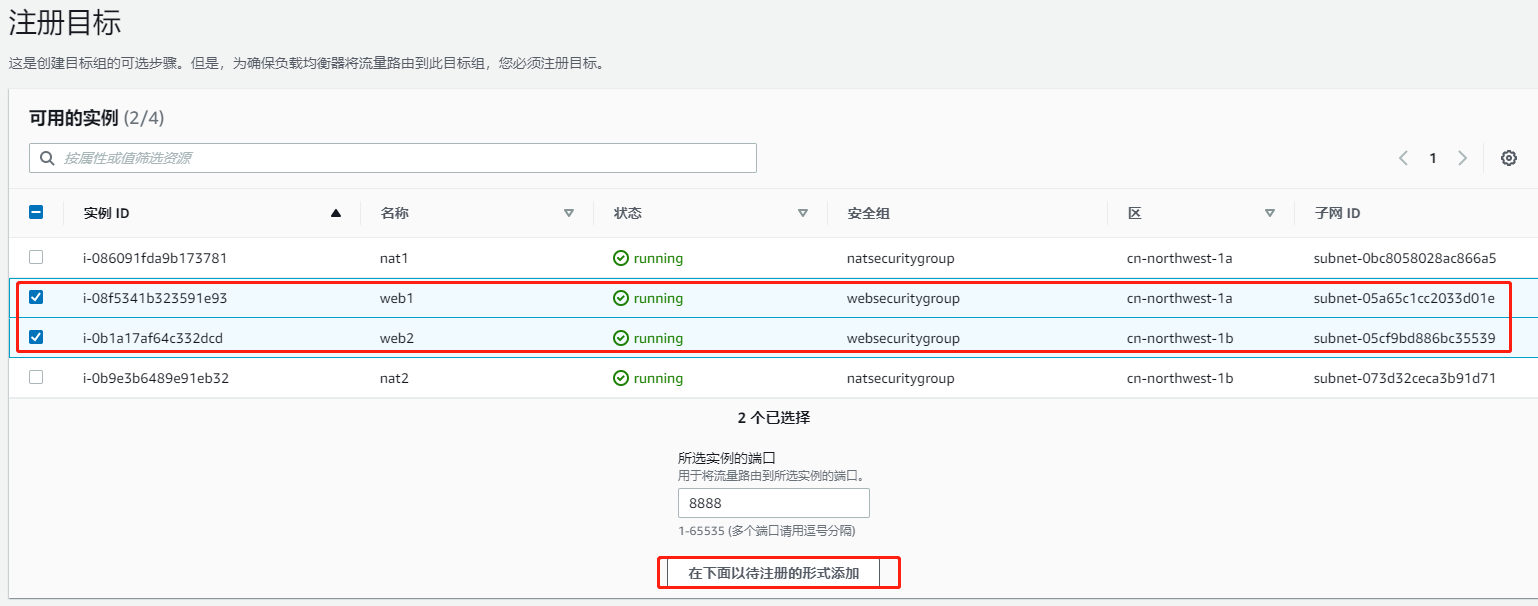 注册目标
这是创建目标组的可选步骤。但是，为确保负载均衡器将流量路由到此目标组，您必须注册目标。
可用的实例 (2/4)
按属性或值筛选资源
1
实例 ID 名称 状态 安全组 区 子网 ID
i-086091fda9b173781 nat1 running natsecuritygroup cn-northwest-1a subnet-0bc8058028ac866a5
i-08f5341b323591e93 web1 running websecuritygroup cn-northwest-1a subnet-05a65c1cc2033d01e
i-0b1a17af64c332dcd web2 running websecuritygroup cn-northwest-1b subnet-05cf9bd886bc35539
i-0b9e3b6489e91eb32 nat2 running natsecuritygroup cn-northwest-1b subnet-073d32ceca3b91d71
2 个已选择
所选实例的端口
用于将流量路由到所选实例的端口。
8888
1-65535 (多个端口请用逗号分隔)
在下面以待注册的形式添加